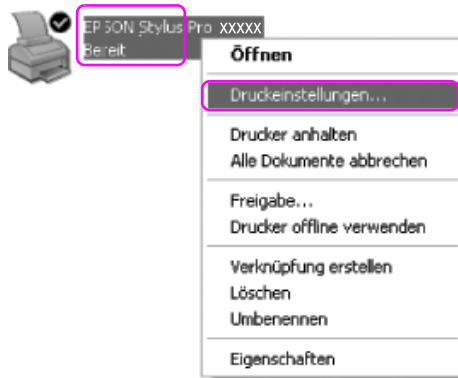 EPSON Stylus Pro XXXXX
Bereit
Öffnen
Druckeinstellungen...
Drucker anhalten
Alle Dokumente abbrechen
Freigabe...
Drucker offline verwenden
Verknüpfung erstellen
Löschen
Umbenennen
Eigenschaften